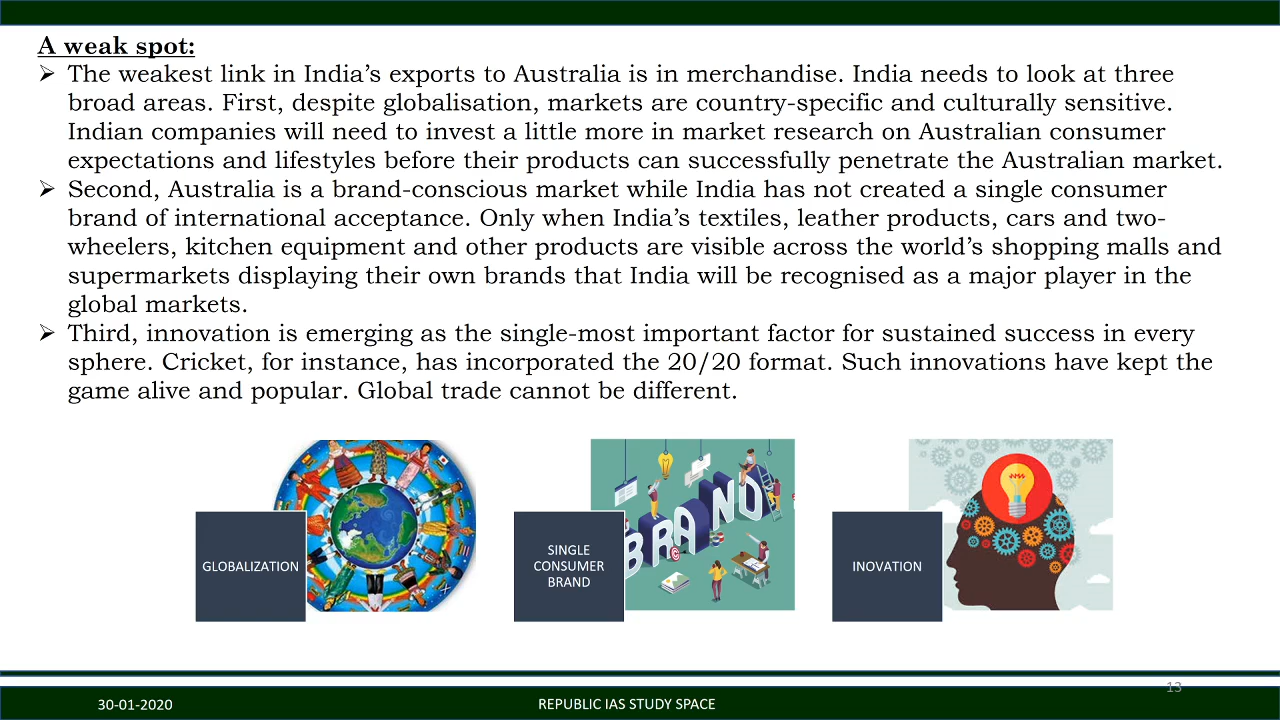 A weak spot:
➢ The weakest link in India’s exports to Australia is in merchandise. India needs to look at three
broad areas. First, despite globalisation, markets are country-specific and culturally sensitive.
Indian companies will need to invest a little more in market research on Australian consumer
expectations and lifestyles before their products can successfully penetrate the Australian market.
➢ Second, Australia is a brand-conscious market while India has not created a single consumer
brand of international acceptance. Only when India’s textiles, leather products, cars and two-
wheelers, kitchen equipment and other products are visible across the world’s shopping malls and
supermarkets displaying their own brands that India will be recognised as a major player in the
global markets.
➢ Third, innovation is emerging as the single-most important factor for sustained success in every
sphere. Cricket, for instance, has incorporated the 20/20 format. Such innovations have kept the
game alive and popular. Global trade cannot be different.
GLOBALIZATION
SINGLE
CONSUMER
BRAND
BRAND
INOVATION
13
30-01-2020
REPUBLIC IAS STUDY SPACE